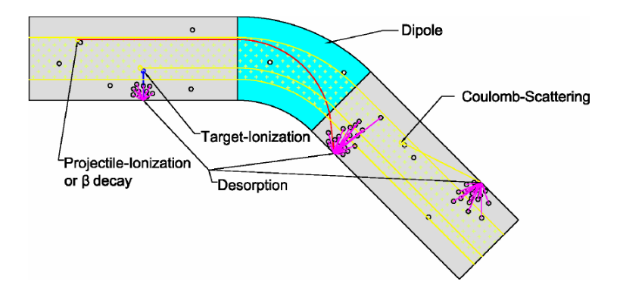 Dipole
Coulomb-Scattering
Target-Ionization
Projectile-Ionization
or β decay
Desorption